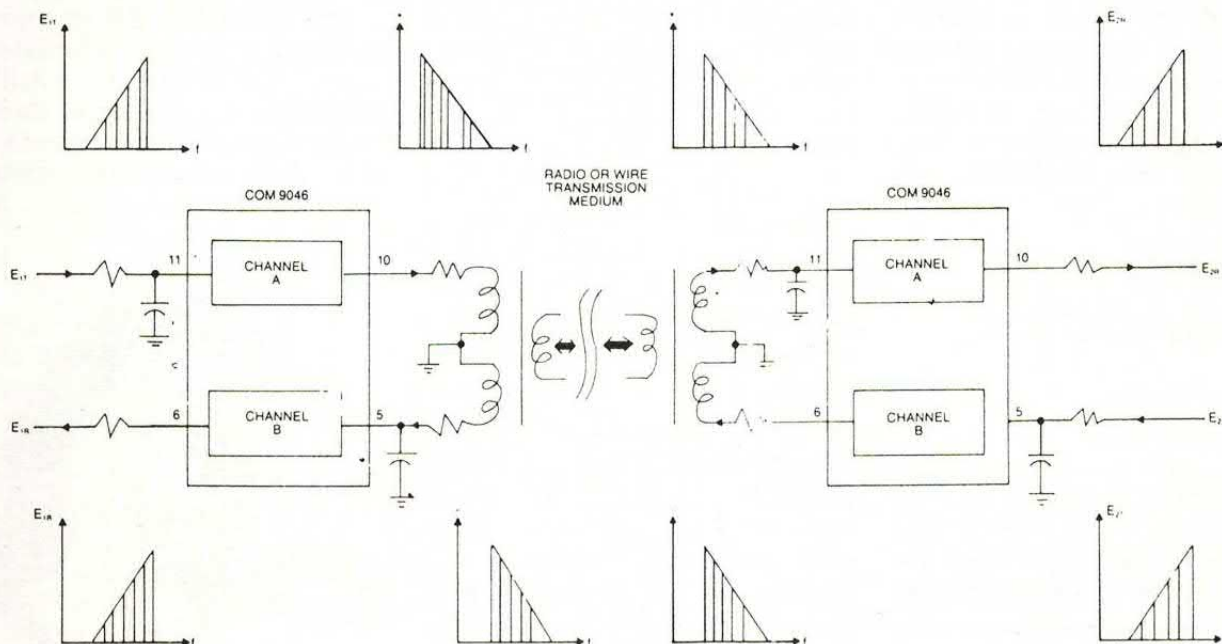 E1T
E2R
f
f
f
RADIO OR WIRE
TRANSMISSION
MEDIUM
COM 9046
COM 9046
E1T
11
CHANNEL
A
10
11
CHANNEL
A
10
E2R
E1R
6
CHANNEL
B
5
6
CHANNEL
B
5
E1R
f
f
f